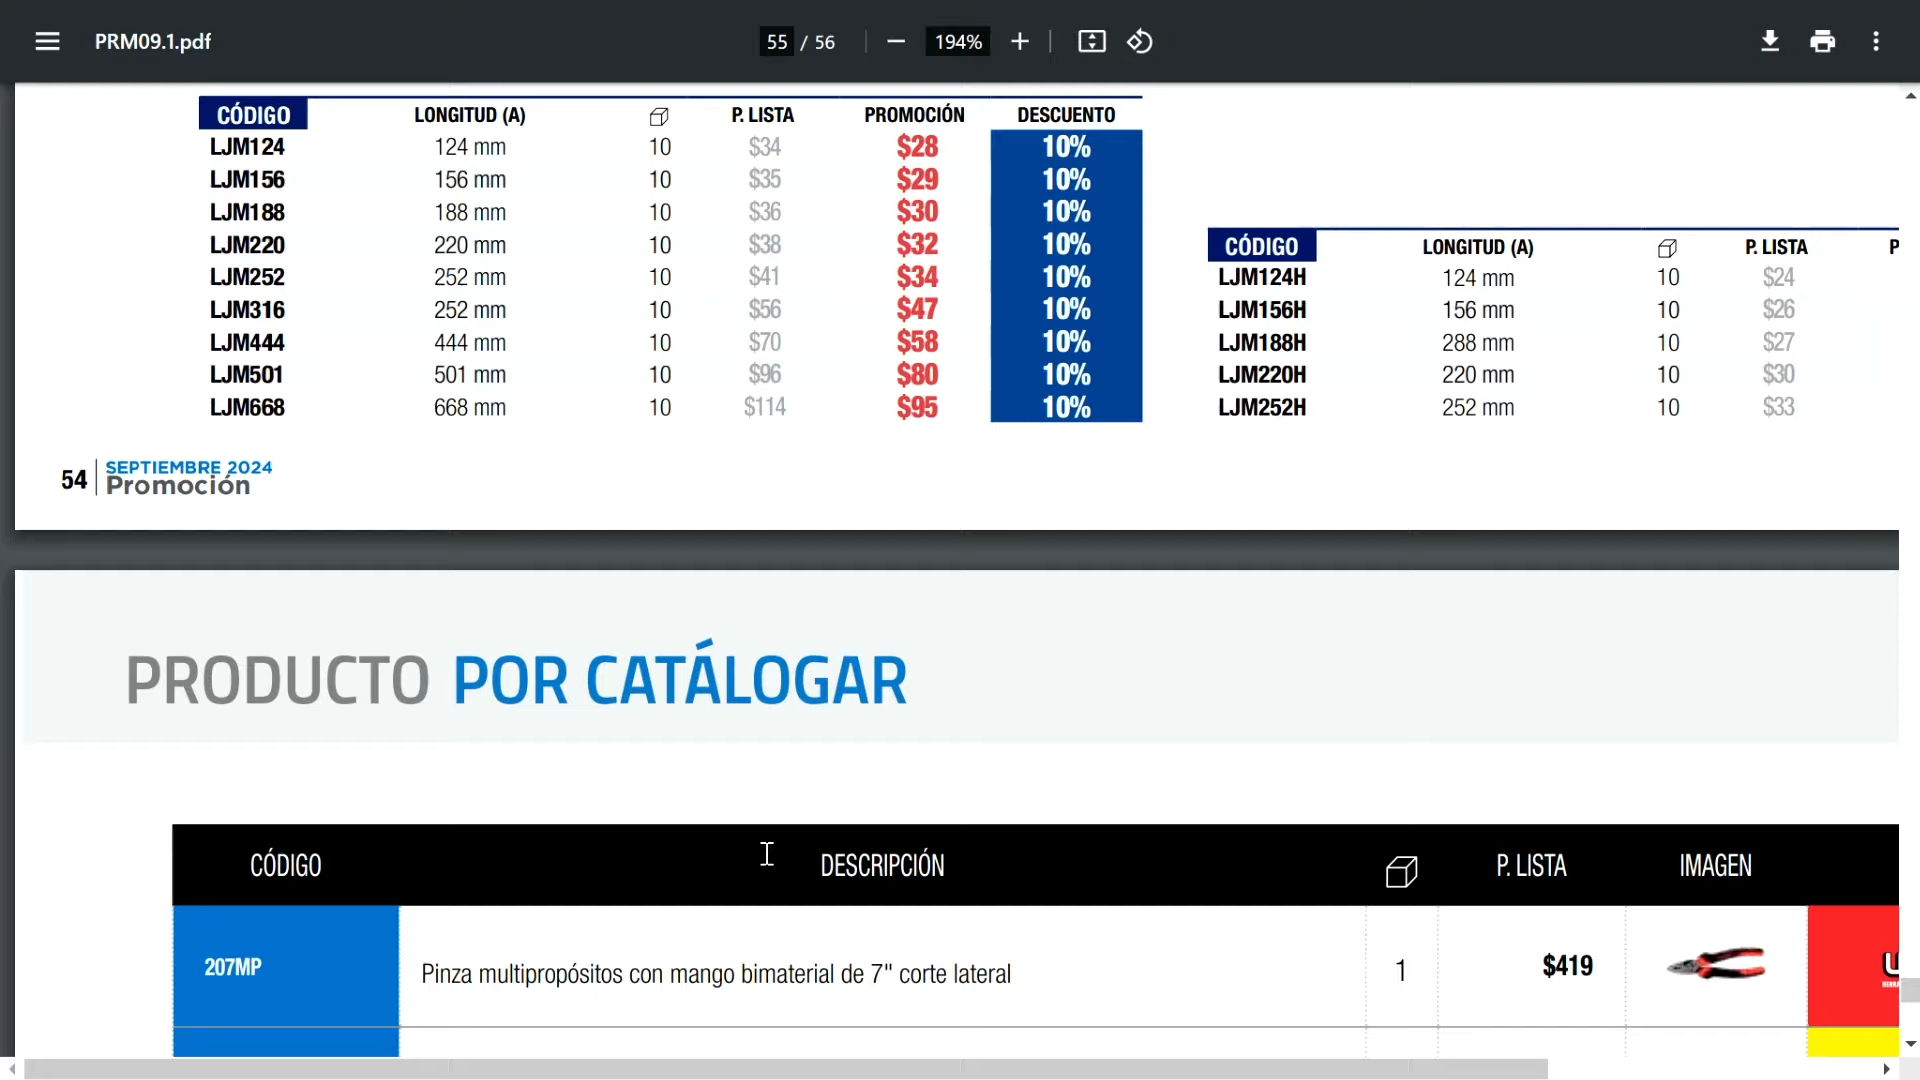 PRM09.1.pdf
55 / 56
194%
CÓDIGO LONGITUD (A) P. LISTA PROMOCIÓN DESCUENTO
LJM124 124 mm 10 $34 $28 10%
LJM156 156 mm 10 $35 $29 10%
LJM188 188 mm 10 $36 $30 10%
LJM220 220 mm 10 $38 $32 10%
LJM252 252 mm 10 $41 $34 10%
LJM316 252 mm 10 $56 $47 10%
LJM444 444 mm 10 $70 $58 10%
LJM501 501 mm 10 $96 $80 10%
LJM668 668 mm 10 $114 $95 10%
CÓDIGO LONGITUD (A) P. LISTA P
LJM124H 124 mm 10 $24
LJM156H 156 mm 10 $26
LJM188H 288 mm 10 $27
LJM220H 220 mm 10 $30
LJM252H 252 mm 10 $33
54 SEPTIEMBRE 2024
Promoción
PRODUCTO POR CATÁLOGAR
CÓDIGO DESCRIPCIÓN P. LISTA IMAGEN
207MP Pinza multipropósitos con mango bimaterial de 7" corte lateral 1 $419